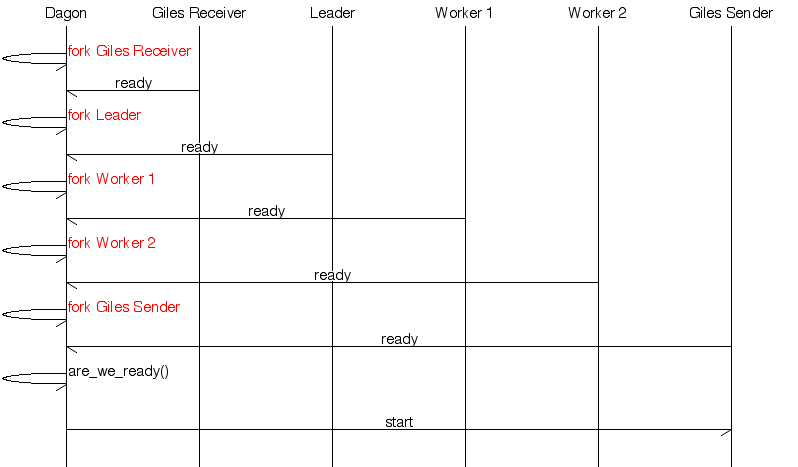 Dagon Giles Receiver Leader Worker 1 Worker 2 Giles Sender
fork Giles Receiver
ready
fork Leader
ready
fork Worker 1
ready
fork Worker 2
ready
fork Giles Sender
ready
are_we_ready()
start